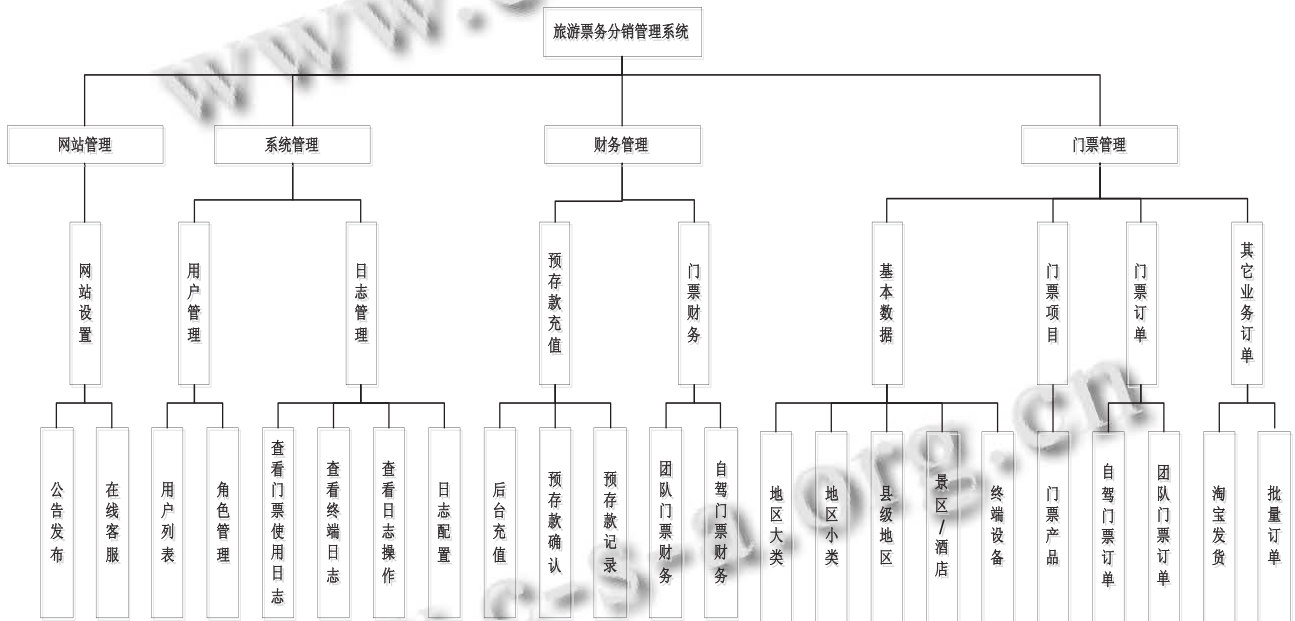 旅游票务分销管理系统
网站管理
系统管理
财务管理
门票管理
网站设置
用户管理
日志管理
预存款充值
门票财务
基本数据
门票项目
门票订单
其它业务订单
公告发布
在线客服
用户列表
角色管理
查看门票使用日志
查看终端日志
查看日志操作
日志配置
后台充值
预存款确认
预存款记录
团队门票财务
自驾门票财务
地区大类
地区小类
县级地区
景区/酒店
终端设备
门票产品
自驾门票订单
团队门票订单
淘宝发货
批量订单
www.c-s-a.org.cn